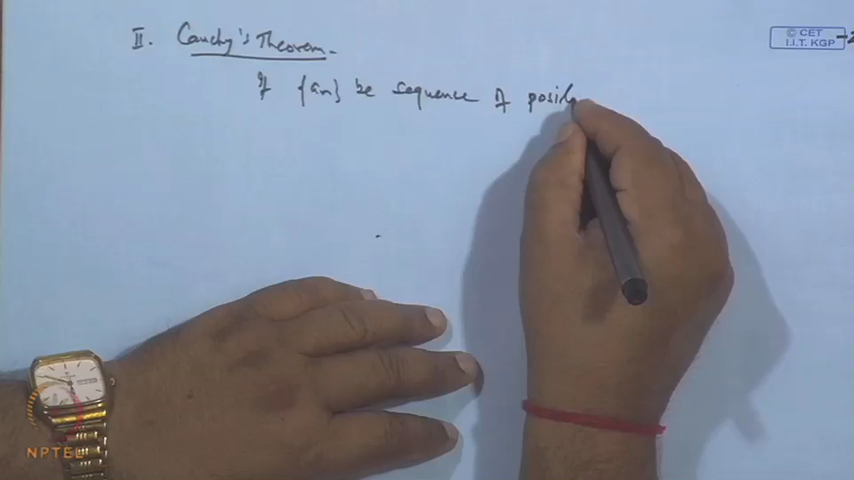 II. Cauchy's Theorem.
© CET
I.I.T. KGP
If {an} be sequence of posi
NPTEL